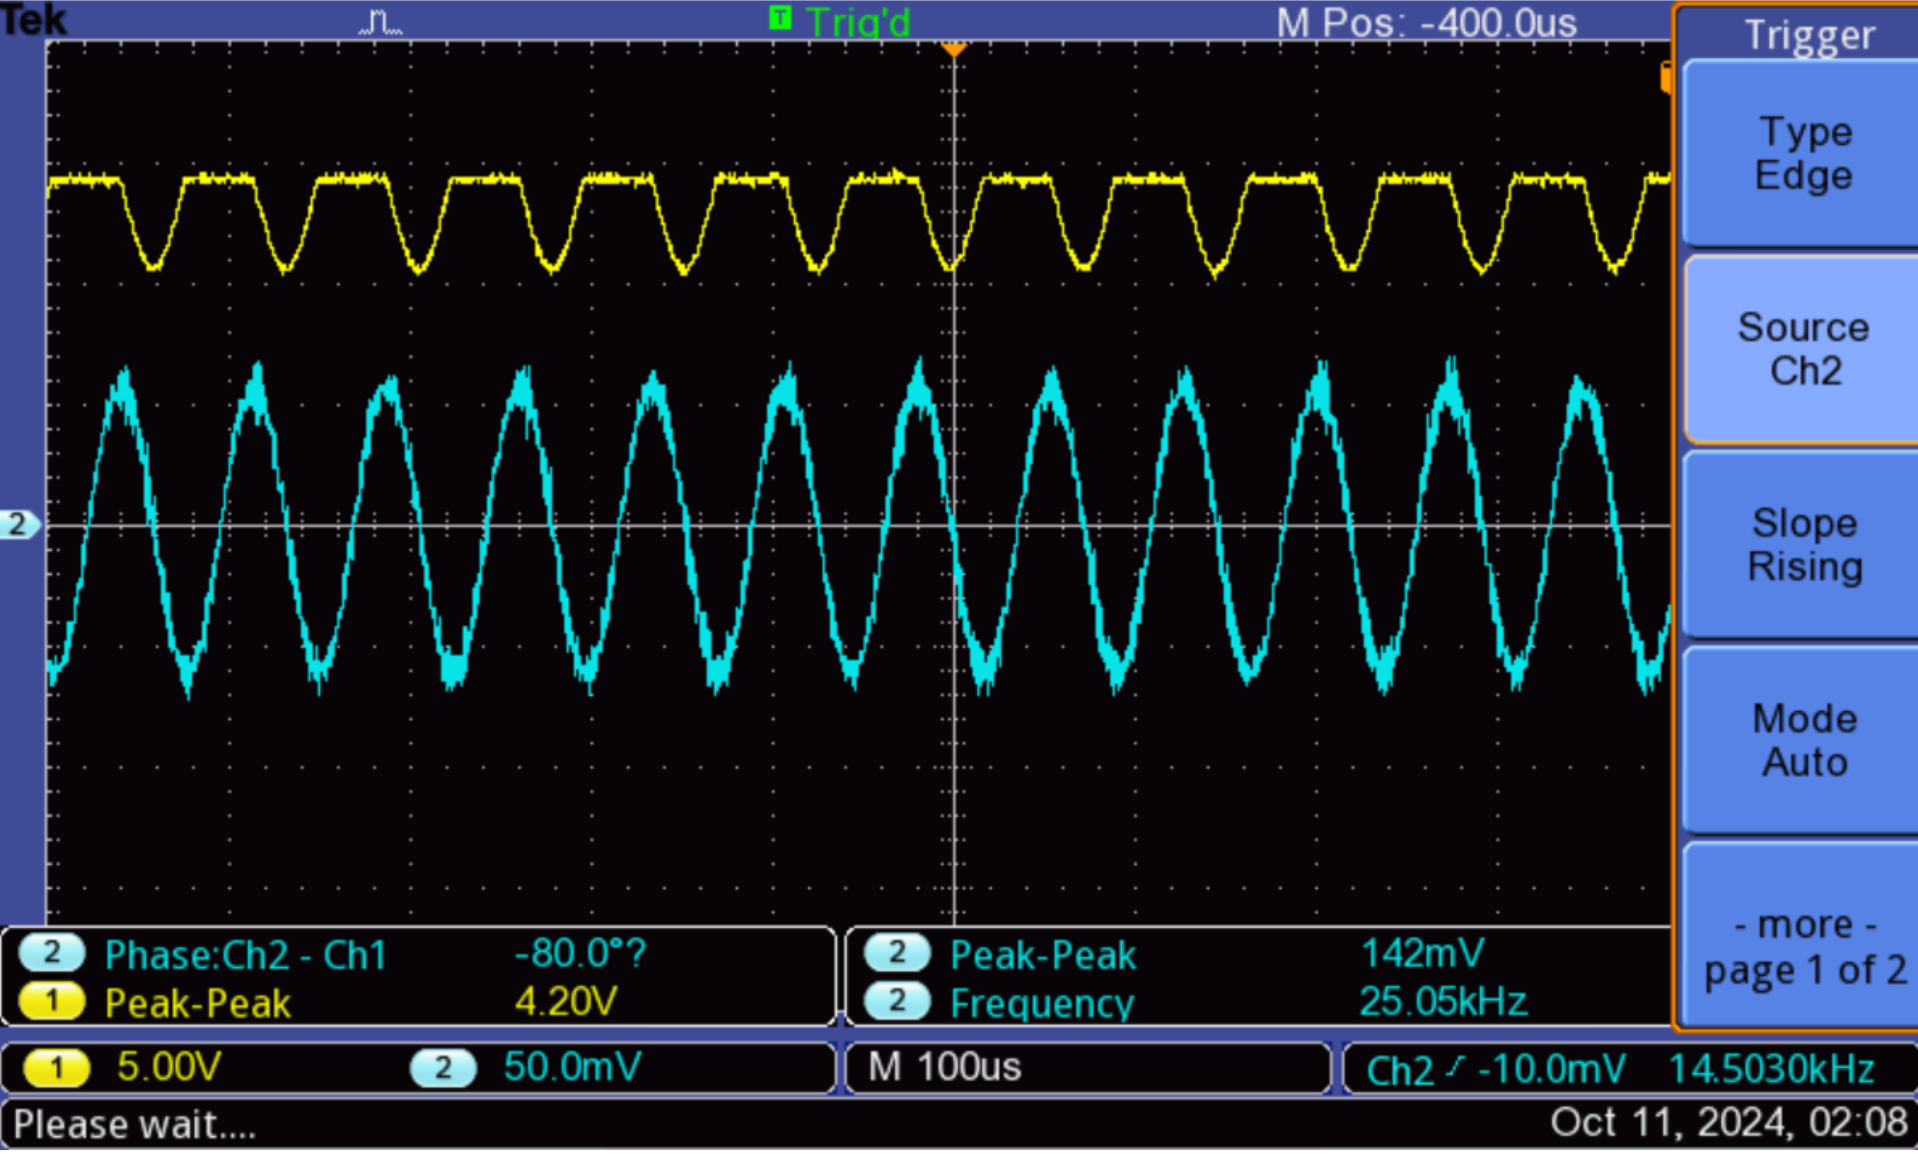 Tek
T Trig'd
M Pos: -400.0us
Trigger
Type
Edge
Source
Ch2
Slope
Rising
Mode
Auto
- more -
page 1 of 2
2
2 Phase:Ch2 - Ch1 -80.0°?
1 Peak-Peak 4.20V
2 Peak-Peak 142mV
2 Frequency 25.05kHz
1 5.00V 2 50.0mV
M 100us
Ch2 -10.0mV 14.5030kHz
Please wait....
Oct 11, 2024, 02:08